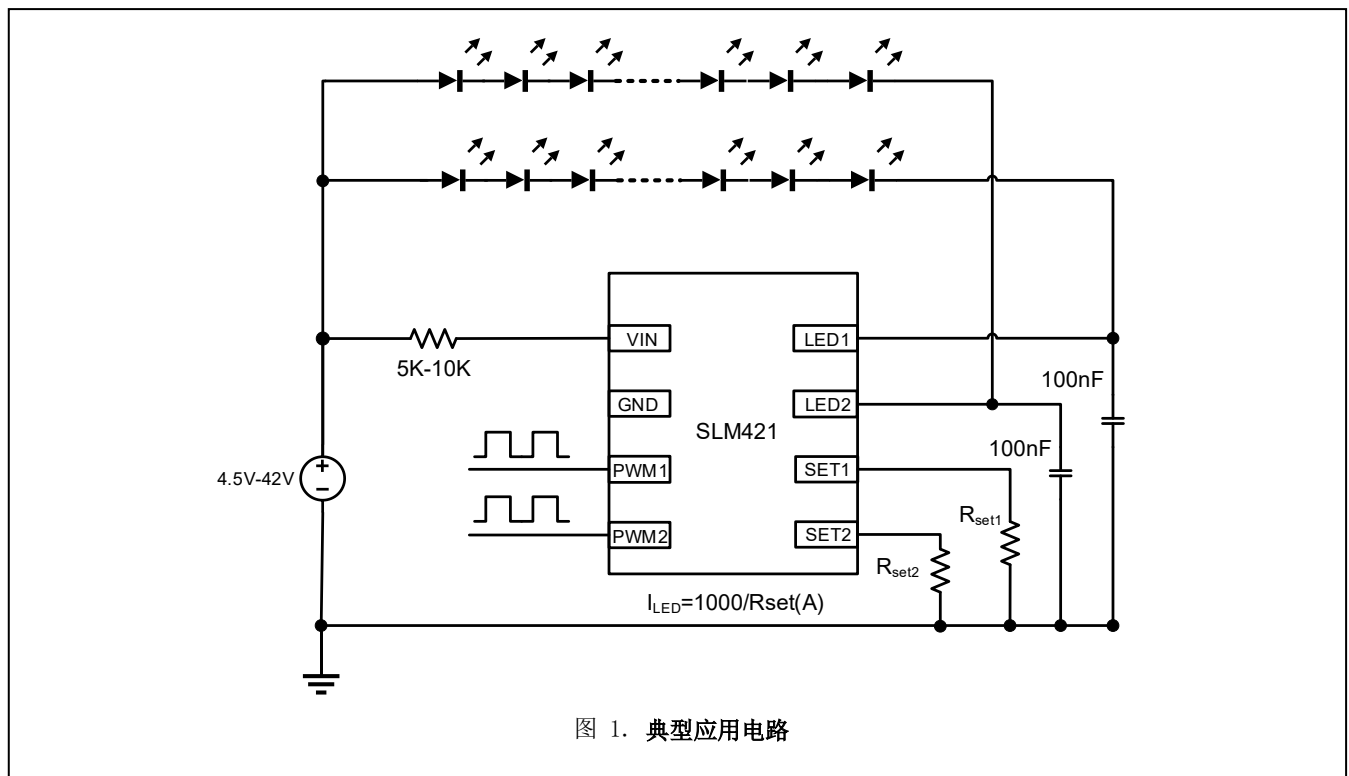 VIN
LED1
5K-10K
100nF
GND
LED2
SLM421
100nF
4.5V-42V
+
−
PWM1
SET1
Rset1
PWM2
SET2
Rset2
ILED=1000/Rset(A)
图 1. 典型应用电路